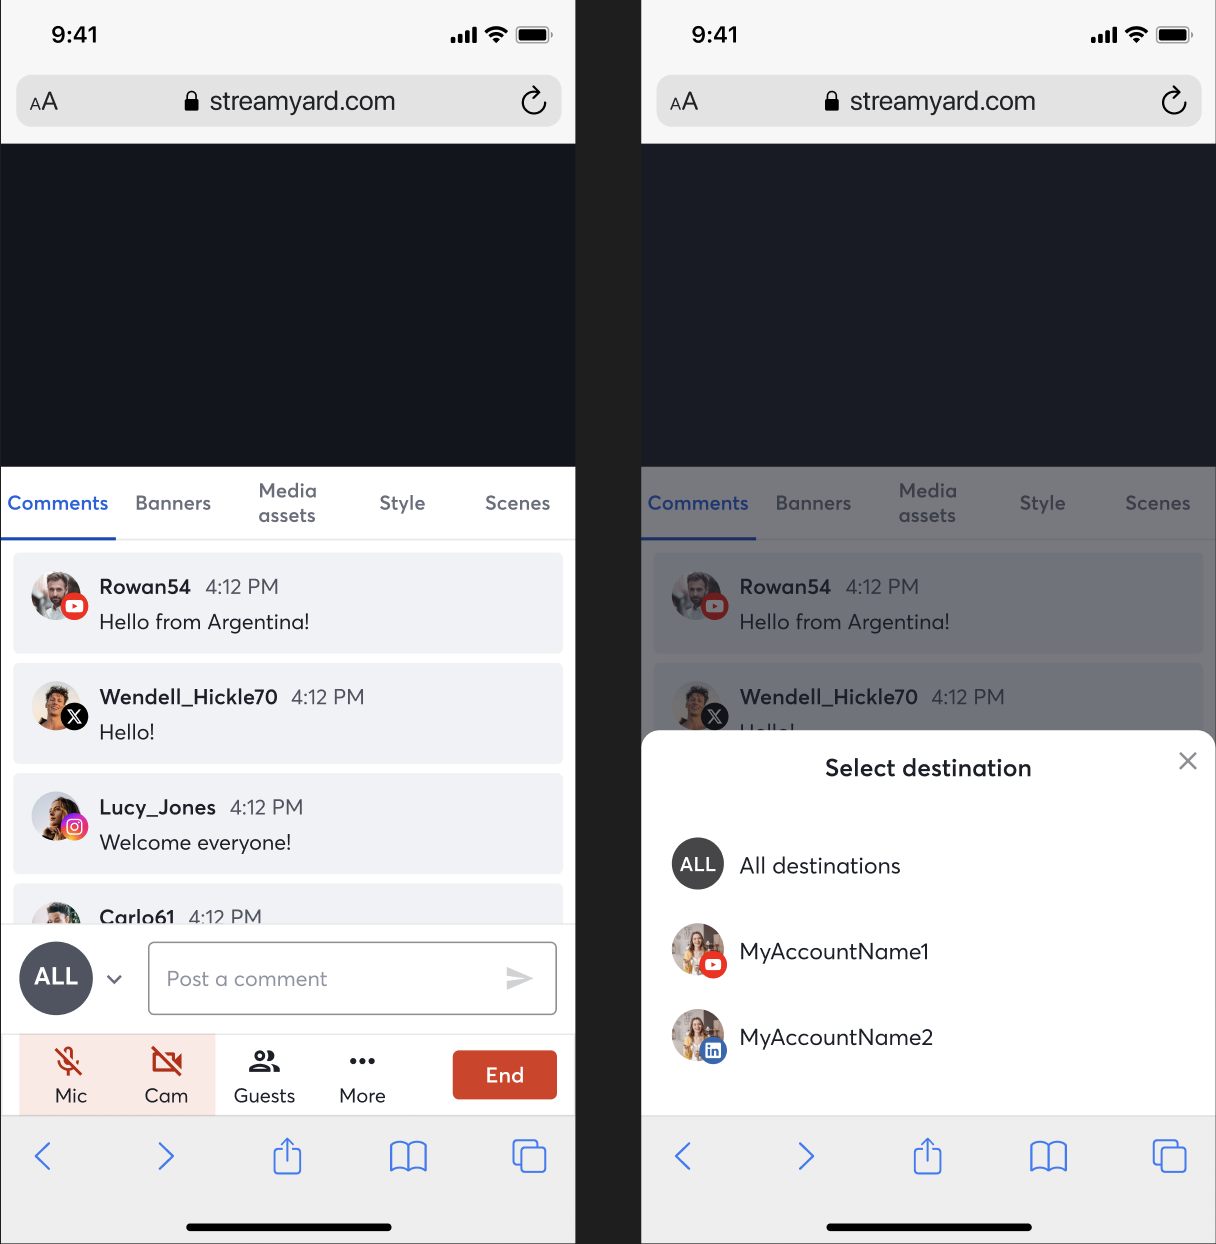 9:41
AA streamyard.com
Comments
Banners
Media
assets
Style
Scenes
Rowan54 4:12 PM
Hello from Argentina!
Wendell_Hickle70 4:12 PM
Hello!
Lucy_Jones 4:12 PM
Welcome everyone!
Carlo61 4:12 PM
ALL
Post a comment
Mic
Cam
Guests
More
End
9:41
AA streamyard.com
Comments
Banners
Media
assets
Style
Scenes
Rowan54 4:12 PM
Hello from Argentina!
Wendell_Hickle70 4:12 PM
Hello!
Select destination
ALL All destinations
MyAccountName1
MyAccountName2
in